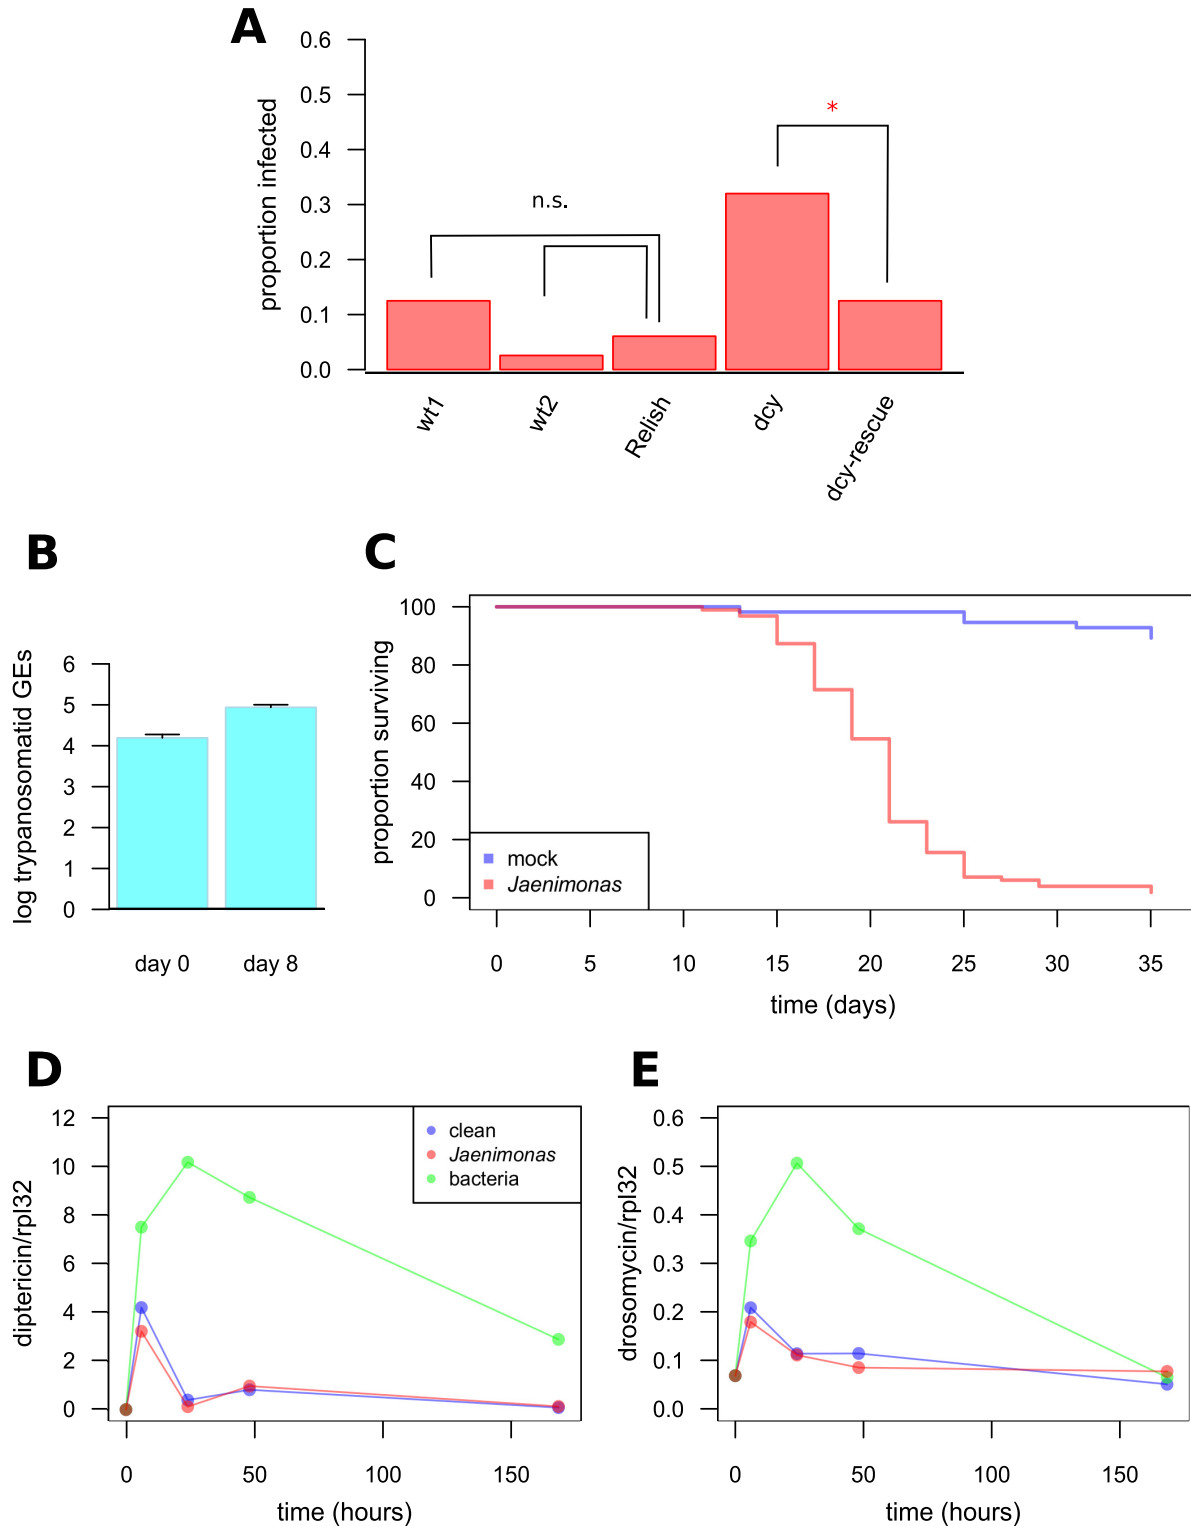 A
proportion infected
0.6
0.5
0.4
0.3
0.2
0.1
0.0
n.s.
*
wt1
wt2
Relish
dcy
dcy-rescue
B
log trypanosomatid GEs
6
5
4
3
2
1
0
day 0
day 8
C
proportion surviving
100
80
60
40
20
0
mock
Jaenimonas
0
5
10
15
20
25
30
35
time (days)
D
diptericin/rpl32
12
10
8
6
4
2
0
clean
Jaenimonas
bacteria
0
50
100
150
time (hours)
E
drosomycin/rpl32
0.6
0.5
0.4
0.3
0.2
0.1
0.0
0
50
100
150
time (hours)